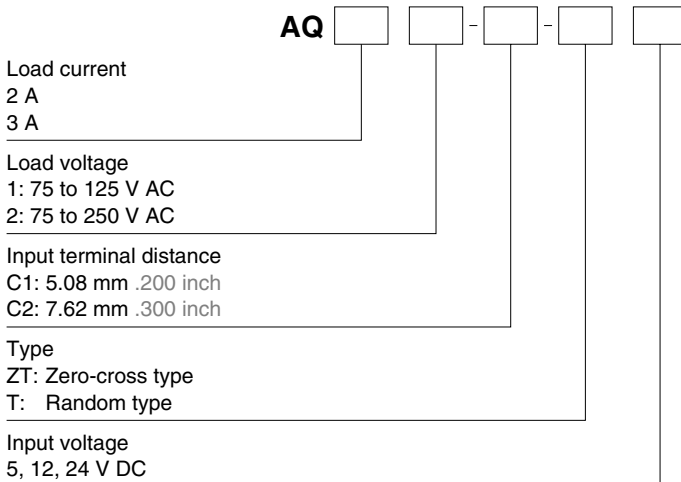 AQ - -
Load current
2 A
3 A
Load voltage
1: 75 to 125 V AC
2: 75 to 250 V AC
Input terminal distance
C1: 5.08 mm .200 inch
C2: 7.62 mm .300 inch
Type
ZT: Zero-cross type
T: Random type
Input voltage
5, 12, 24 V DC